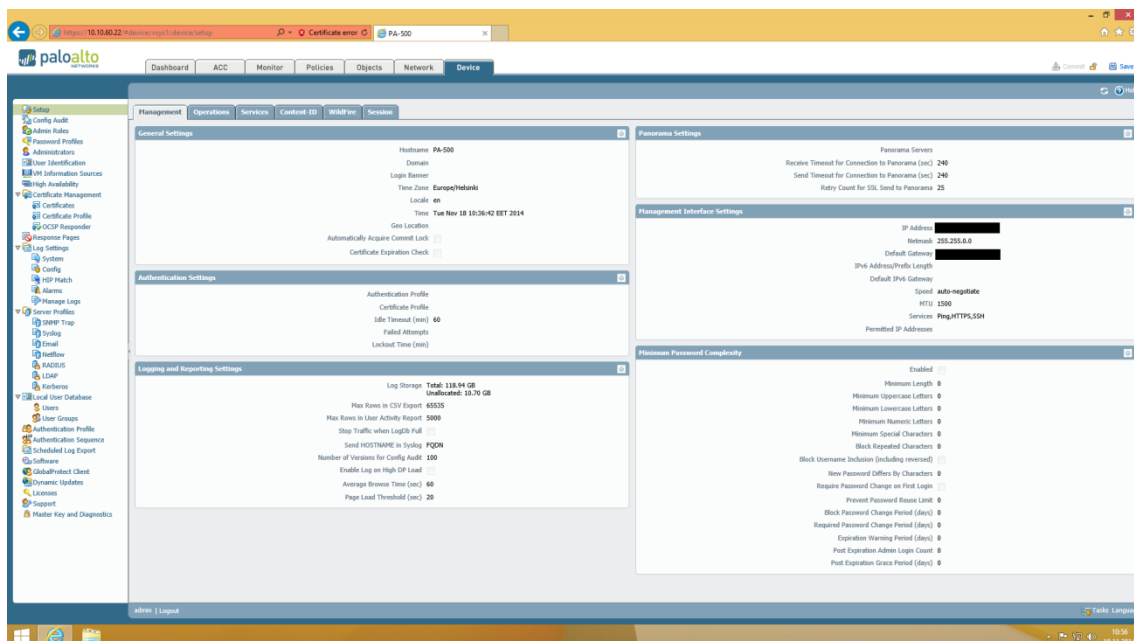 https://10.10.60.22/#device::vsys1::device/setup
Certificate error
PA-500
paloalto
NETWORKS
Dashboard ACC Monitor Policies Objects Network Device
Commit Save
Setup
Config Audit
Admin Roles
Password Profiles
Administrators
User Identification
VM Information Sources
High Availability
Certificate Management
Certificates
Certificate Profile
OCSP Responder
Response Pages
Log Settings
System
Config
HIP Match
Alarms
Manage Logs
Server Profiles
SNMP Trap
Syslog
Email
Netflow
RADIUS
LDAP
Kerberos
Local User Database
Users
User Groups
Authentication Profile
Authentication Sequence
Scheduled Log Export
Software
GlobalProtect Client
Dynamic Updates
Licenses
Support
Master Key and Diagnostics
Management Operations Services Content-ID WildFire Session
General Settings
Hostname PA-500
Domain
Login Banner
Time Zone Europe/Helsinki
Locale en
Time Tue Nov 18 10:36:42 EET 2014
Geo Location
Automatically Acquire Commit Lock
Certificate Expiration Check
Authentication Settings
Authentication Profile
Certificate Profile
Idle Timeout (min) 60
Failed Attempts
Lockout Time (min)
Logging and Reporting Settings
Log Storage Total: 118.94 GB
Unallocated: 10.70 GB
Max Rows in CSV Export 65535
Max Rows in User Activity Report 5000
Stop Traffic when LogDb Full
Send HOSTNAME in Syslog FQDN
Number of Versions for Config Audit 100
Enable Log on High DP Load
Average Browse Time (sec) 60
Page Load Threshold (sec) 20
Panorama Settings
Panorama Servers
Receive Timeout for Connection to Panorama (sec) 240
Send Timeout for Connection to Panorama (sec) 240
Retry Count for SSL Send to Panorama 25
Management Interface Settings
IP Address
Netmask 255.255.0.0
Default Gateway
IPv6 Address/Prefix Length
Default IPv6 Gateway
Speed auto-negotiate
MTU 1500
Services Ping,HTTPS,SSH
Permitted IP Addresses
Minimum Password Complexity
Enabled
Minimum Length 0
Minimum Uppercase Letters 0
Minimum Lowercase Letters 0
Minimum Numeric Letters 0
Minimum Special Characters 0
Block Repeated Characters 0
Block Username Inclusion (including reversed)
New Password Differs By Characters 0
Require Password Change on First Login
Prevent Password Reuse Limit 0
Block Password Change Period (days) 0
Required Password Change Period (days) 0
Expiration Warning Period (days) 0
Post Expiration Admin Login Count 0
Post Expiration Grace Period (days) 0
admin | Logout
Tasks
10:56